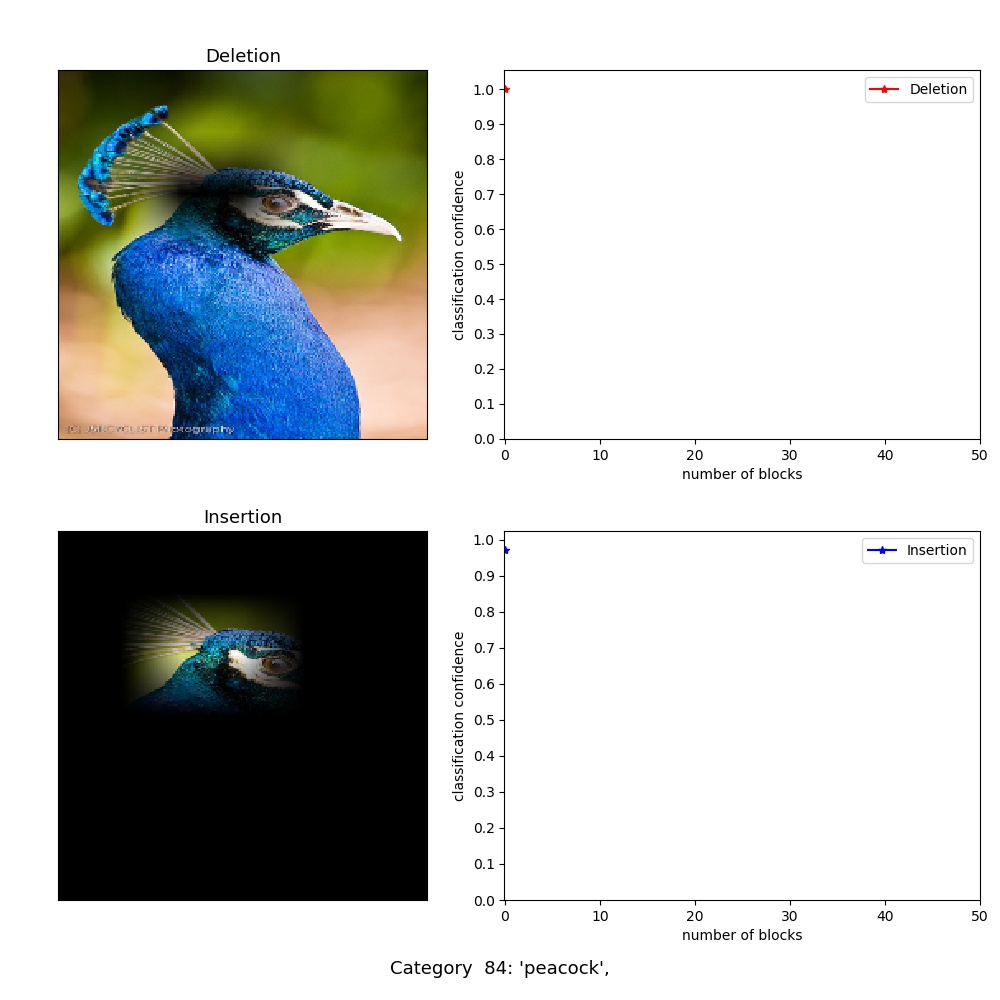 Deletion
Deletion
1.0
0.9
0.8
0.7
0.6
0.5
0.4
0.3
0.2
0.1
0.0
classification confidence
0 10 20 30 40 50
number of blocks
Photography
Insertion
Insertion
1.0
0.9
0.8
0.7
0.6
0.5
0.4
0.3
0.2
0.1
0.0
classification confidence
0 10 20 30 40 50
number of blocks
Category 84: 'peacock',